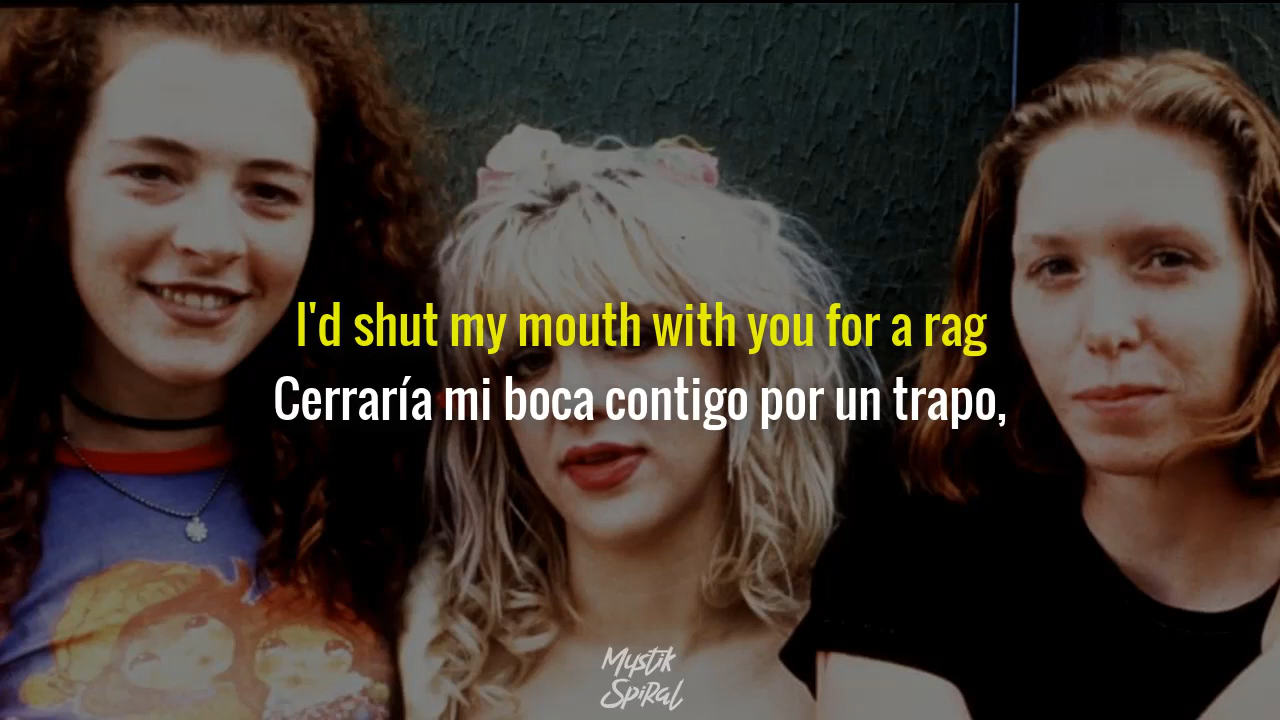 I'd shut my mouth with you for a rag
Cerraría mi boca contigo por un trapo,
Mystik
Spiral